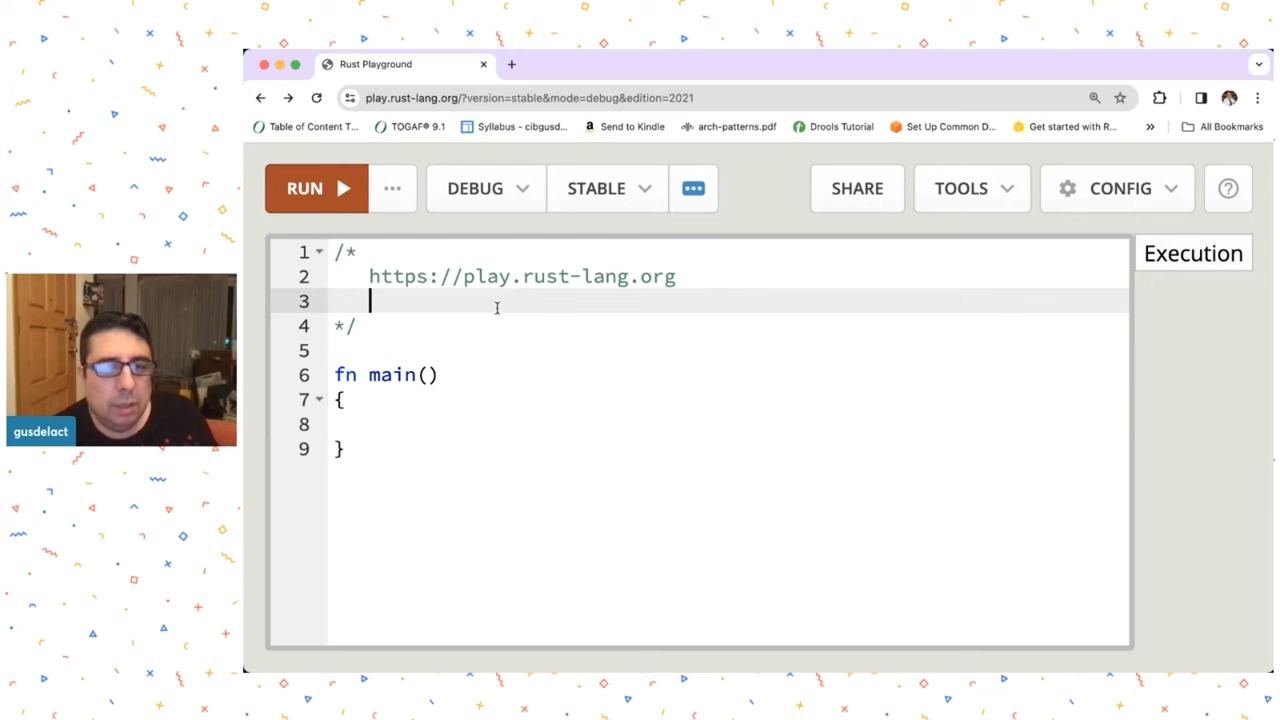 Rust Playground
play.rust-lang.org/?version=stable&mode=debug&edition=2021
Table of Content T...
TOGAF® 9.1
Syllabus - cibgusd...
Send to Kindle
arch-patterns.pdf
Drools Tutorial
Set Up Common D...
Get started with R...
»
All Bookmarks
RUN
...
DEBUG
STABLE
...
SHARE
TOOLS
CONFIG
?
1 /*
2 https://play.rust-lang.org
3
4 */
5
6 fn main()
7 {
8
9 }
Execution
gusdelact